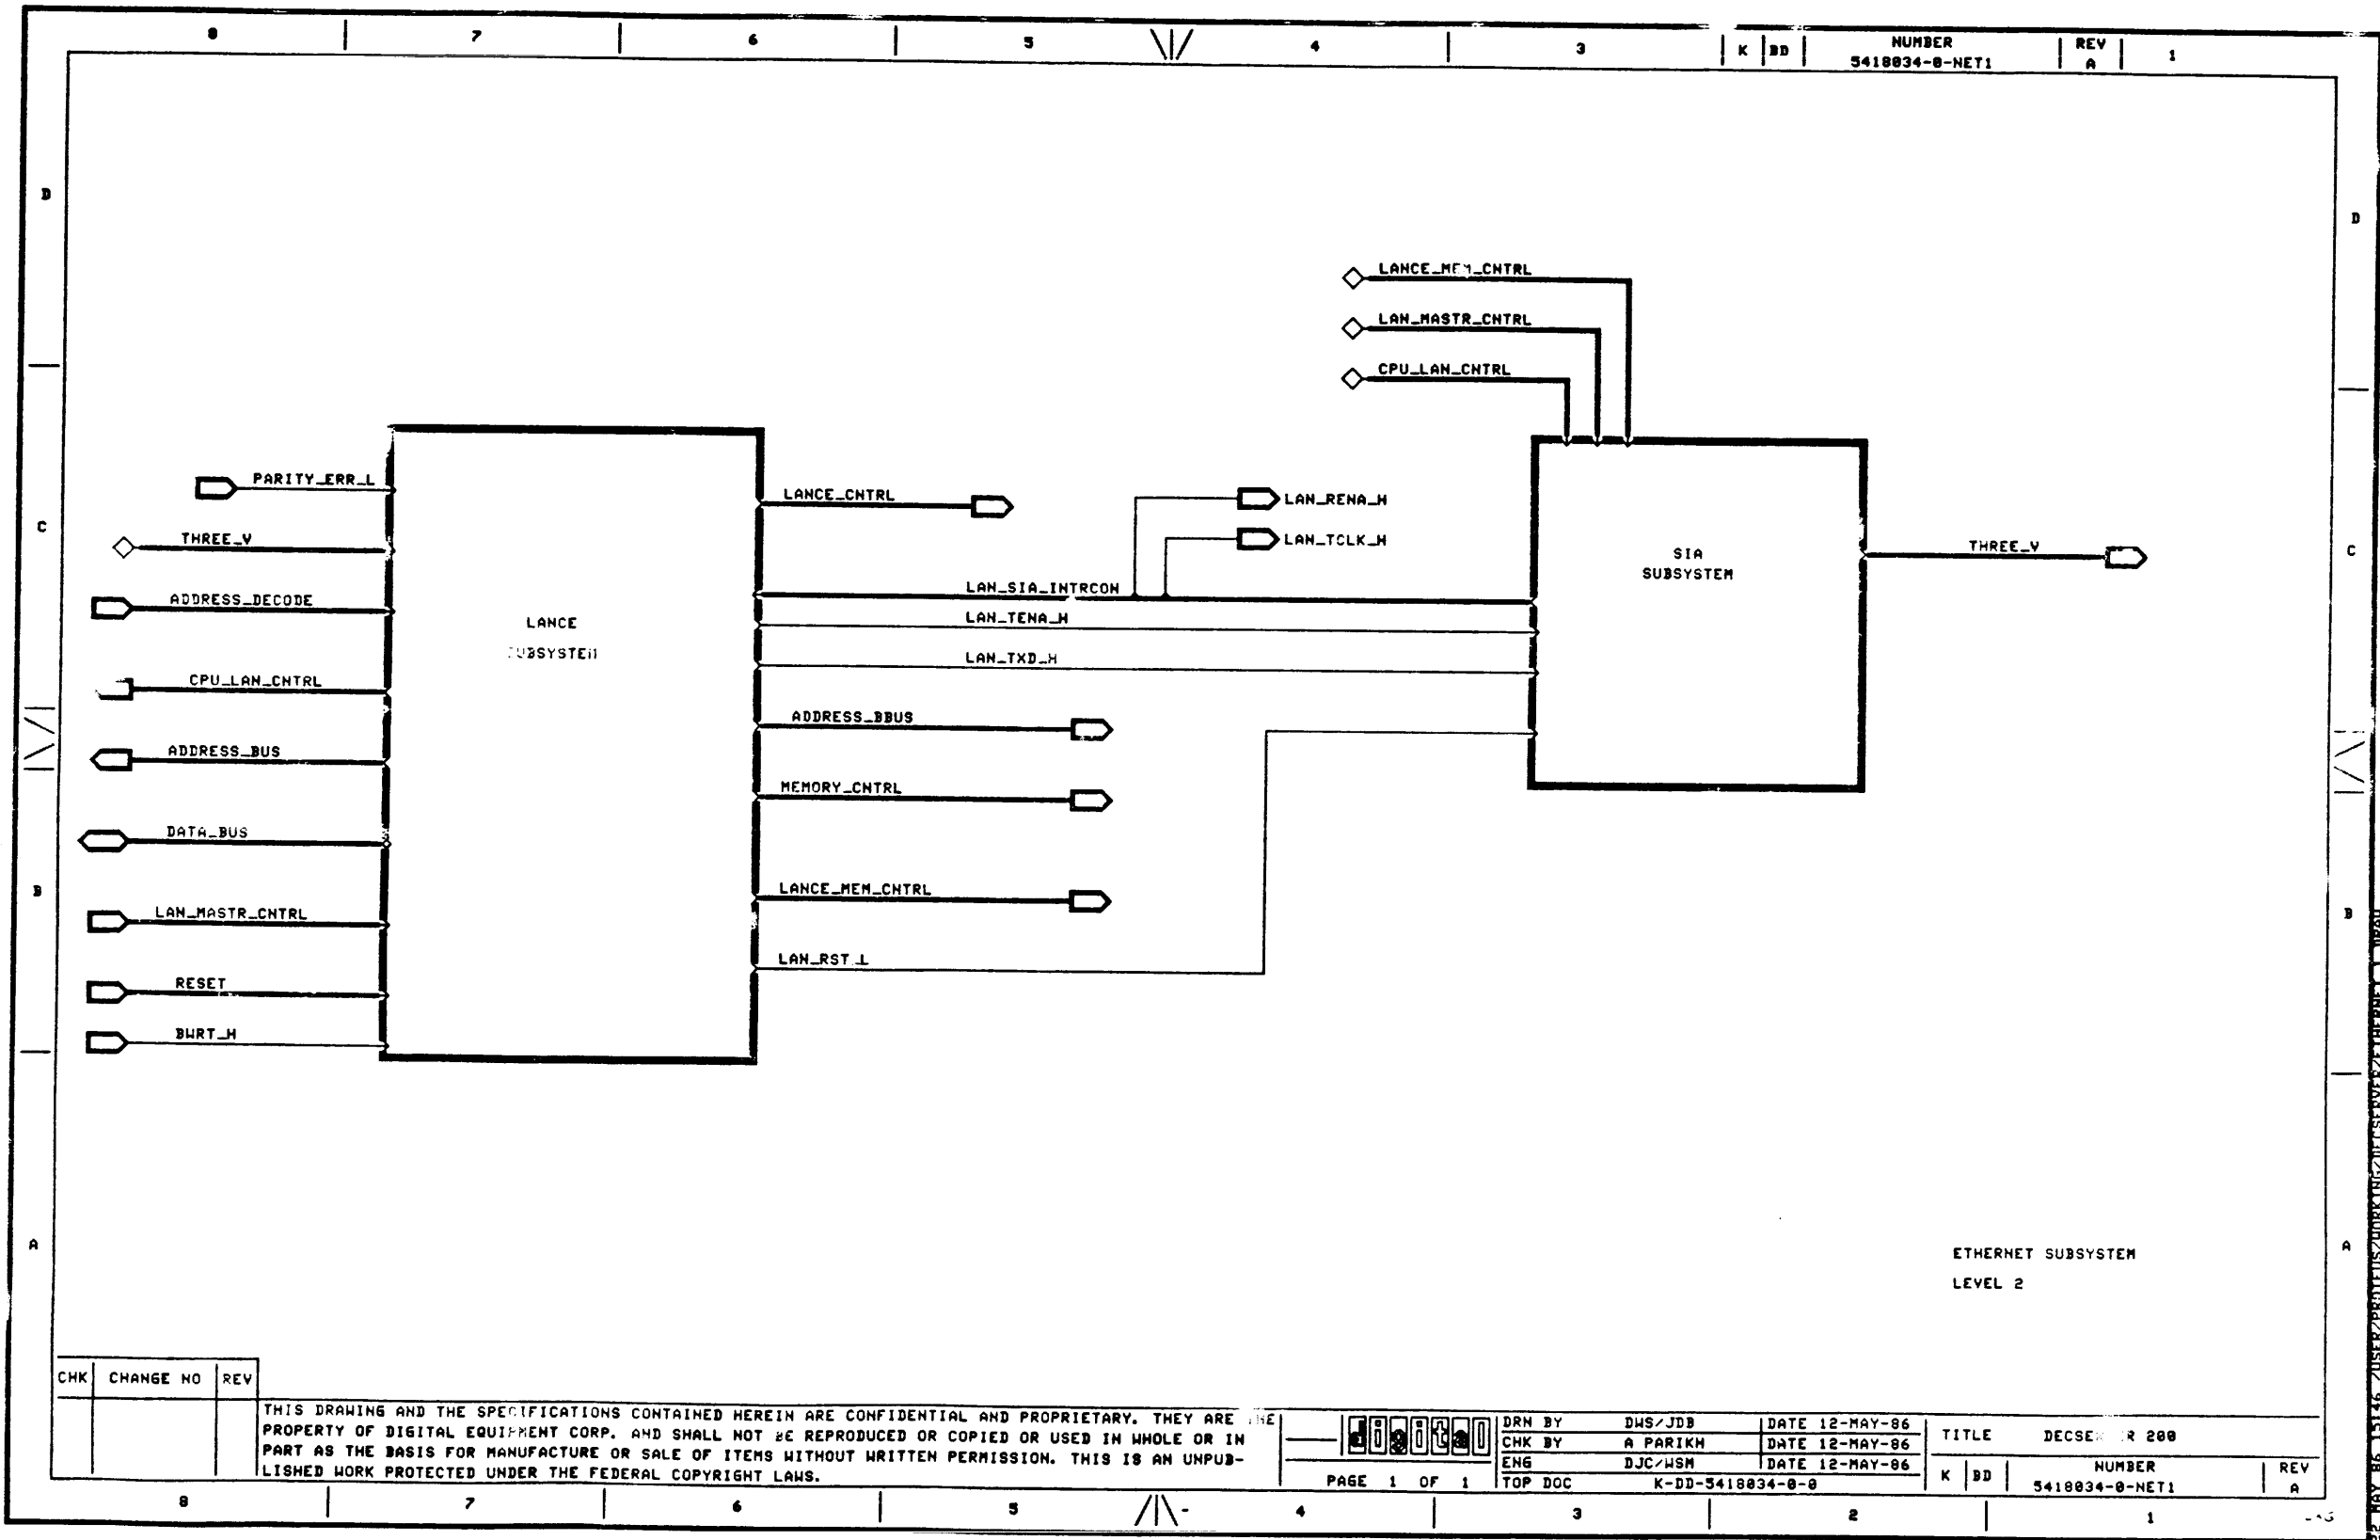 8 7 6 5 4 3 K BD NUMBER REV 1
5418034-0-NET1 A
D D
LANCE_MEM_CNTRL
LAN_MASTR_CNTRL
CPU_LAN_CNTRL
PARITY_ERR_L
LANCE_CNTRL
LAN_RENA_H
C THREE_V
LAN_TCLK_H
SIA
SUBSYSTEM
THREE_V C
ADDRESS_DECODE
LAN_SIA_INTRCON
LANCE
SUBSYSTEM
LAN_TENA_H
LAN_TXD_H
CPU_LAN_CNTRL
ADDRESS_BBUS
ADDRESS_BUS
MEMORY_CNTRL
DATA_BUS
B LANCE_MEM_CNTRL B
LAN_MASTR_CNTRL
LAN_RST_L
RESET
BWRT_H
A A
ETHERNET SUBSYSTEM
LEVEL 2
CHK CHANGE NO REV
THIS DRAWING AND THE SPECIFICATIONS CONTAINED HEREIN ARE CONFIDENTIAL AND PROPRIETARY. THEY ARE THE
PROPERTY OF DIGITAL EQUIPMENT CORP. AND SHALL NOT BE REPRODUCED OR COPIED OR USED IN WHOLE OR IN
PART AS THE BASIS FOR MANUFACTURE OR SALE OF ITEMS WITHOUT WRITTEN PERMISSION. THIS IS AN UNPUB-
LISHED WORK PROTECTED UNDER THE FEDERAL COPYRIGHT LAWS.
digital
PAGE 1 OF 1
DRN BY DWS/JDB DATE 12-MAY-86
CHK BY A PARIKH DATE 12-MAY-86
ENG DJC/WSM DATE 12-MAY-86
TOP DOC K-DD-5418034-0-0
TITLE 200
K BD NUMBER REV
5418034-0-NET1 A
8 7 6 5 4 3 2 1